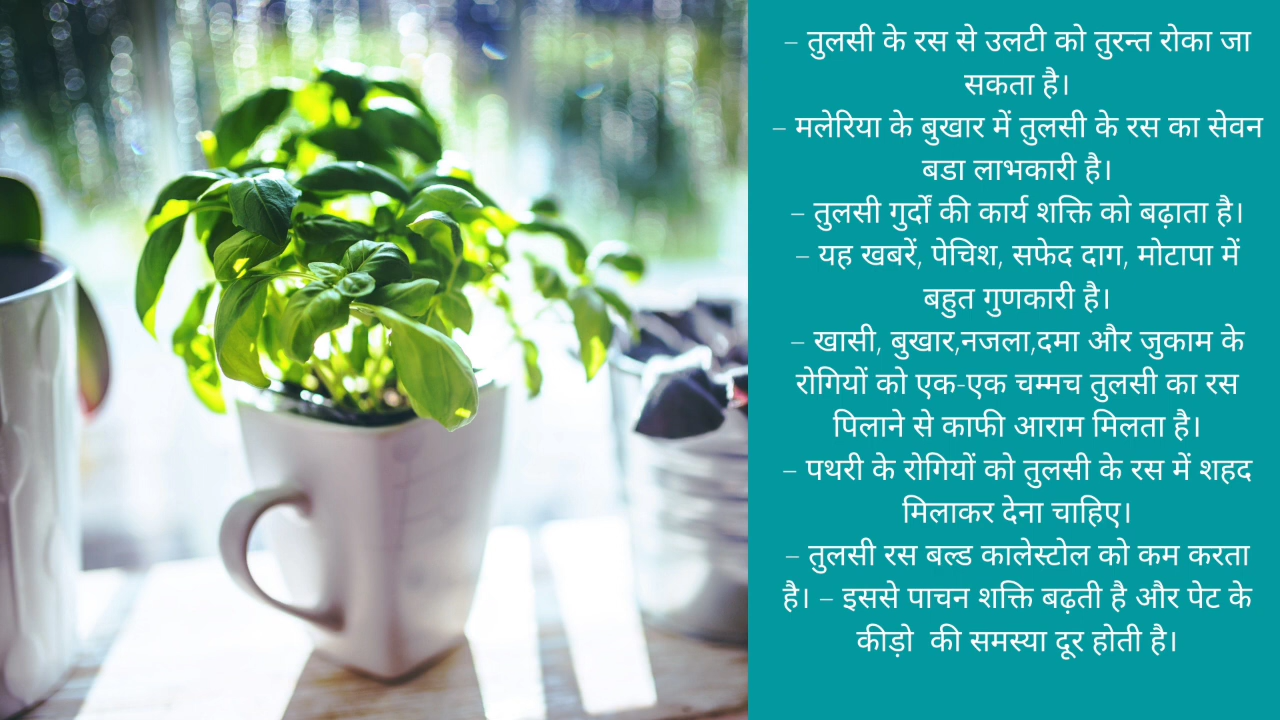 – तुलसी के रस से उलटी को तुरन्त रोका जा
सकता है।
– मलेरिया के बुखार में तुलसी के रस का सेवन
बडा लाभकारी है।
– तुलसी गुर्दों की कार्य शक्ति को बढ़ाता है।
– यह खबरें, पेचिश, सफेद दाग, मोटापा में
बहुत गुणकारी है।
– खासी, बुखार,नजला,दमा और जुकाम के
रोगियों को एक-एक चम्मच तुलसी का रस
पिलाने से काफी आराम मिलता है।
– पथरी के रोगियों को तुलसी के रस में शहद
मिलाकर देना चाहिए।
– तुलसी रस बल्ड कालेस्टोल को कम करता
है। – इससे पाचन शक्ति बढ़ती है और पेट के
कीड़ो  की समस्या दूर होती है।